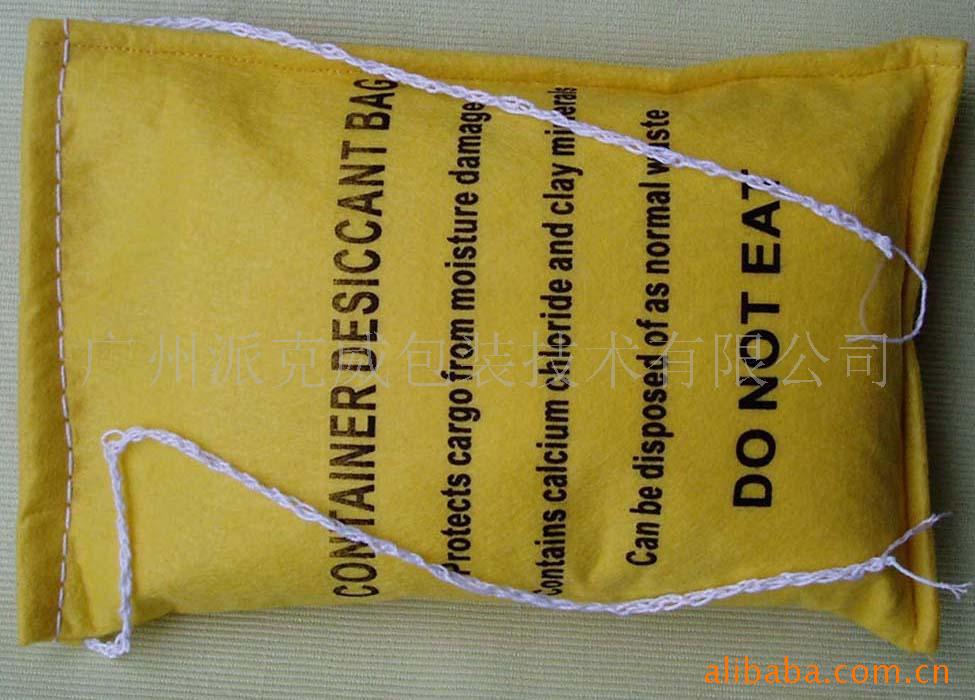 CONTAINER DESICCANT BAG
Protects cargo from moisture damage
Contains calcium chloride and clay minerals
Can be disposed of as normal waste
DO NOT EAT.
广州派克成包装技术有限公司
alibaba.com.cn